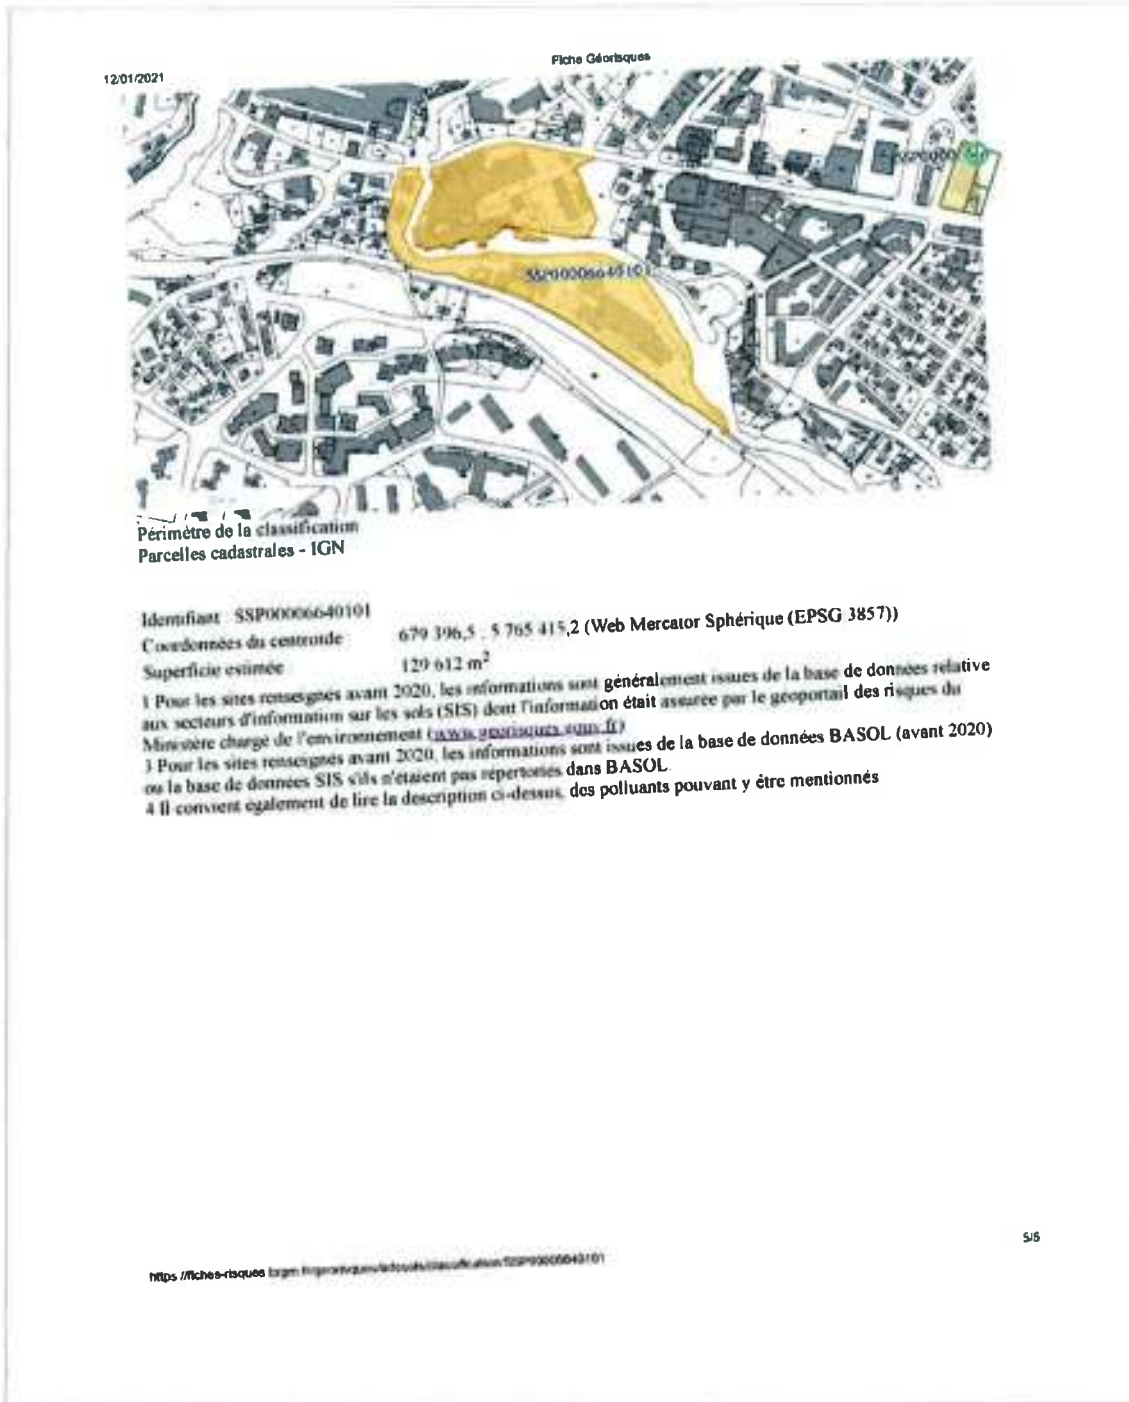 12/01/2021
Fiche Géorisques
SSP00006640101
Périmètre de la classification
Parcelles cadastrales - IGN
Identifiant SSP00006640101
Coordonnées du centroïde 679 396,5 , 5 765 415,2 (Web Mercator Sphérique (EPSG 3857))
Superficie estimée 129 612 m²
1 Pour les sites renseignés avant 2020, les informations sont généralement issues de la base de données relative
aux secteurs d'information sur les sols (SIS) dont l'information était assurée par le géoportail des risques du
Ministère chargé de l'environnement (www.georisques.gouv.fr)
3 Pour les sites renseignés avant 2020, les informations sont issues de la base de données BASOL (avant 2020)
ou la base de données SIS s'ils n'étaient pas répertoriés dans BASOL.
4 Il convient également de lire la description ci-dessus, des polluants pouvant y être mentionnés
5/5
https //fiches-risques brgm fr/georisques/infosols/classification/SSP00006640101